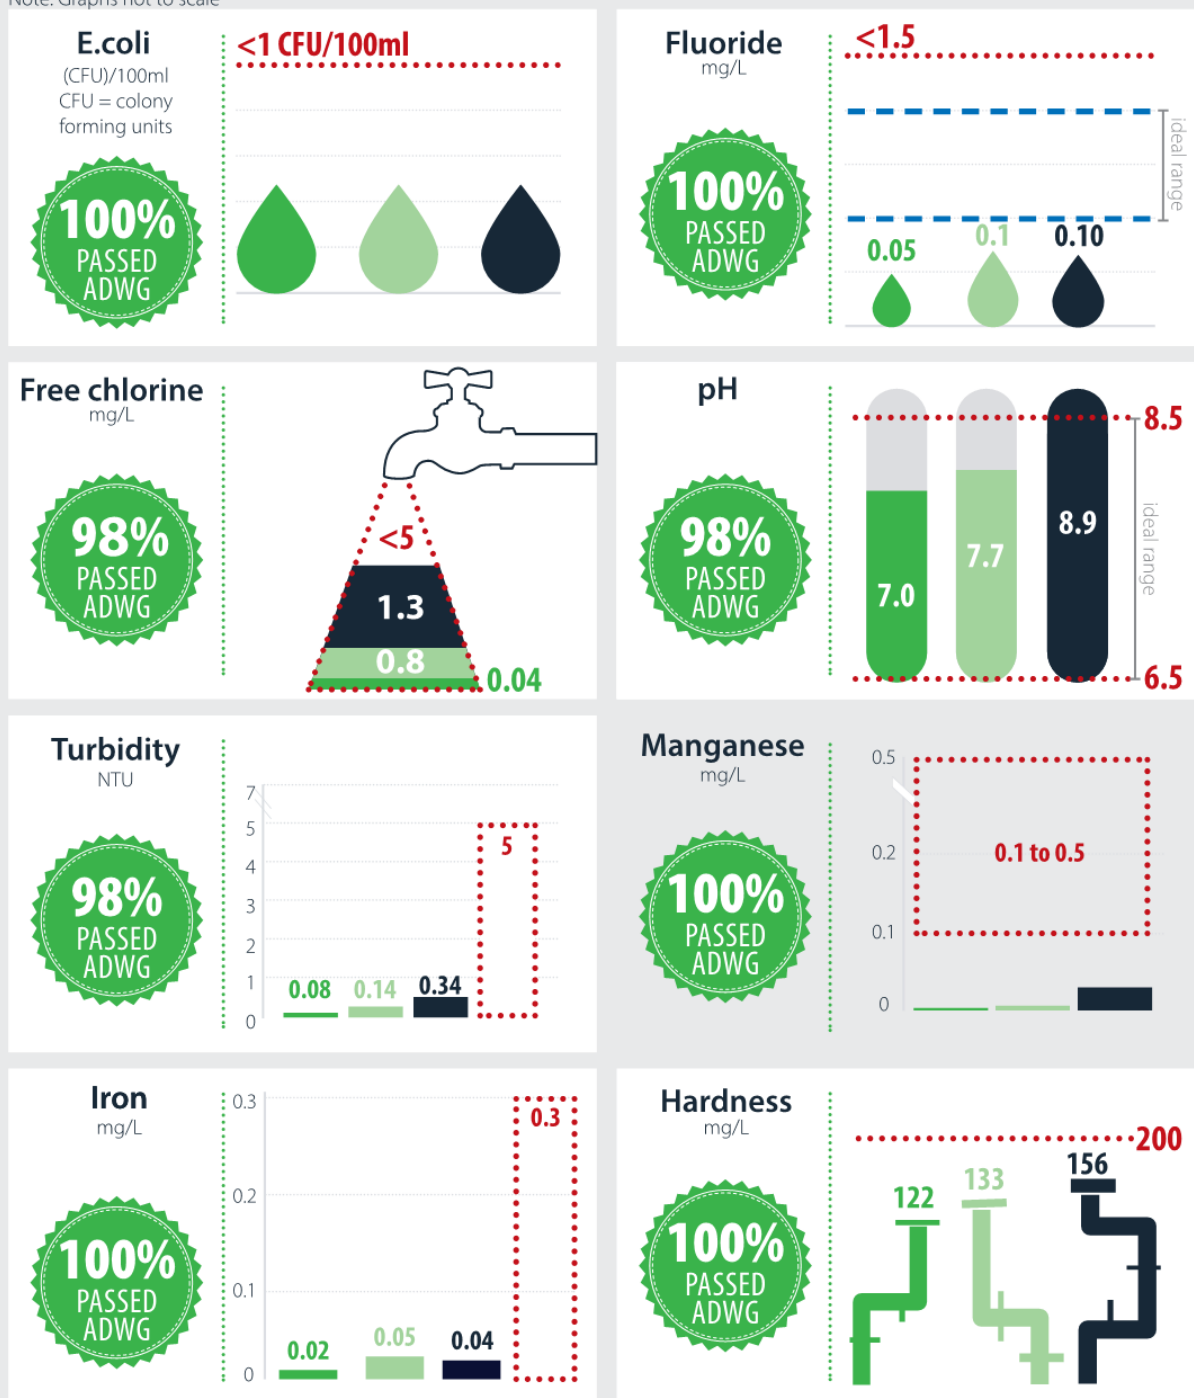 Note: Graphs not to scale
E.coli
(CFU)/100ml
CFU = colony
forming units
100%
PASSED
ADWG
<1 CFU/100ml
Fluoride
mg/L
100%
PASSED
ADWG
<1.5
ideal range
0.05
0.1
0.10
Free chlorine
mg/L
98%
PASSED
ADWG
<5
1.3
0.8
0.04
pH
98%
PASSED
ADWG
8.5
ideal range
6.5
7.0
7.7
8.9
Turbidity
NTU
98%
PASSED
ADWG
7
5
4
3
2
1
0
0.08
0.14
0.34
5
Manganese
mg/L
100%
PASSED
ADWG
0.5
0.2
0.1
0
0.1 to 0.5
Iron
mg/L
100%
PASSED
ADWG
0.3
0.2
0.1
0
0.02
0.05
0.04
0.3
Hardness
mg/L
100%
PASSED
ADWG
200
122
133
156